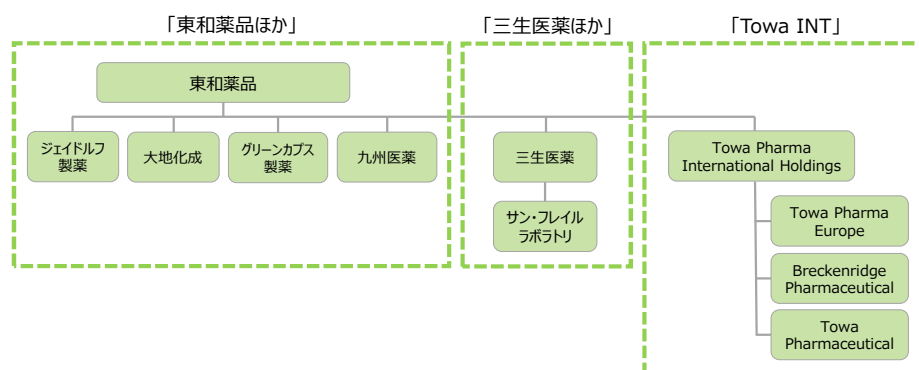 「東和薬品ほか」
「三生医薬ほか」
「Towa INT」
東和薬品
ジェイドルフ
製薬
大地化成
グリーンカプス
製薬
九州医薬
三生医薬
Towa Pharma
International Holdings
サン・フレイル
ラボラトリ
Towa Pharma
Europe
Breckenridge
Pharmaceutical
Towa
Pharmaceutical